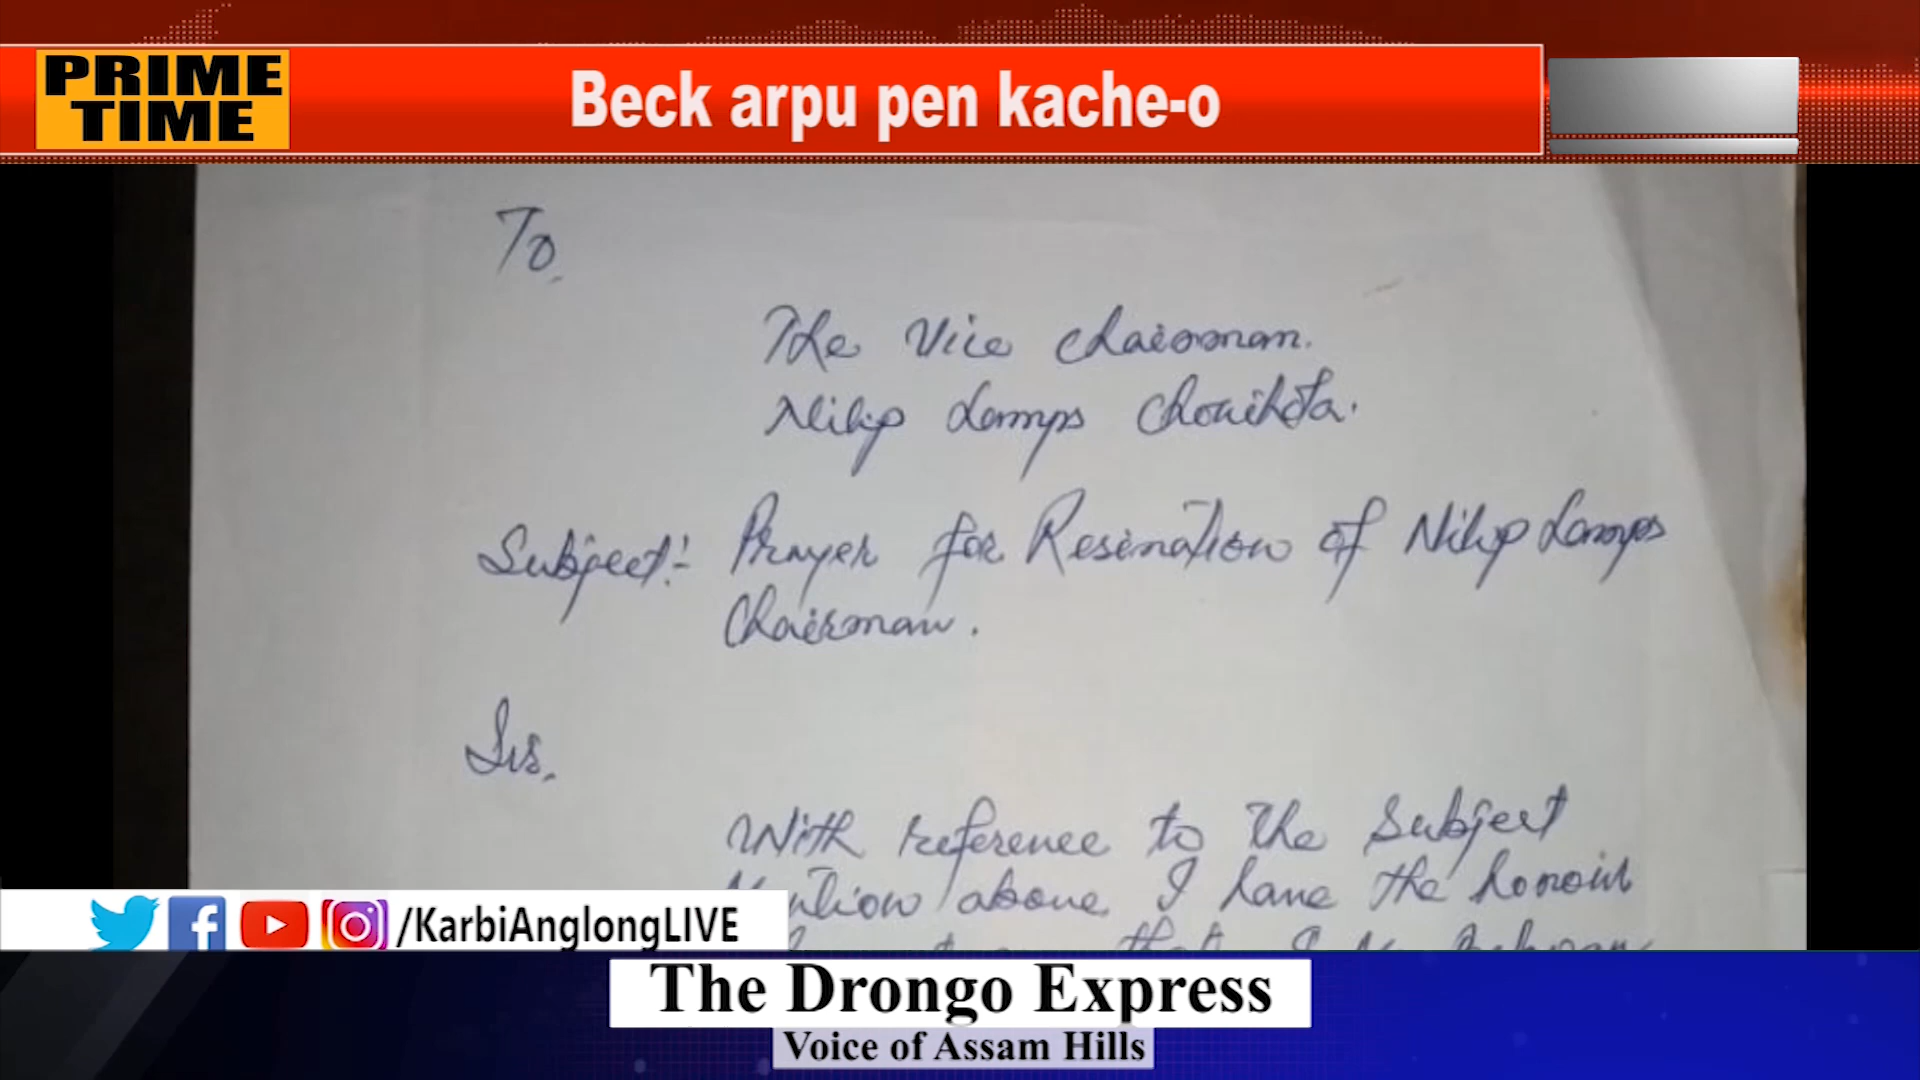 PRIME
TIME
Beck arpu pen kache-o
To,
The Vice Chairman.
Nilip Lamps Chowihota.
Subject:- Prayer for Resination of Nilip Lamps
Chairman.
Sir,
With reference to the Subject
above, I have the honour
that
/KarbiAnglongLIVE
The Drongo Express
Voice of Assam Hills